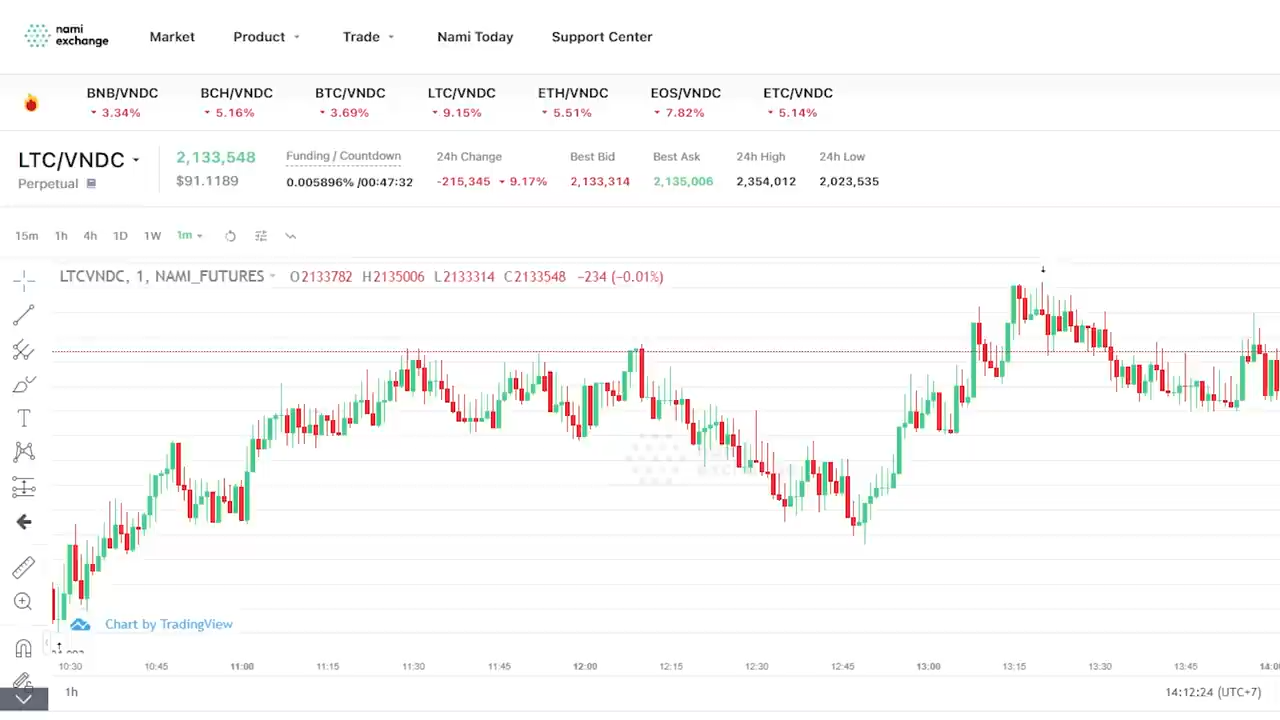 nami
exchange
Market Product Trade Nami Today Support Center
BNB/VNDC BCH/VNDC BTC/VNDC LTC/VNDC ETH/VNDC EOS/VNDC ETC/VNDC
3.34% 5.16% 3.69% 9.15% 5.51% 7.82% 5.14%
LTC/VNDC 2,133,548 Funding / Countdown 24h Change Best Bid Best Ask 24h High 24h Low
Perpetual $91.1189 0.005896% /00:47:32 -215,345 9.17% 2,133,314 2,135,006 2,354,012 2,023,535
15m 1h 4h 1D 1W 1m
LTCVNDC, 1, NAMI_FUTURES O2133782 H2135006 L2133314 C2133548 −234 (−0.01%)
T
Chart by TradingView
10:30 10:45 11:00 11:15 11:30 11:45 12:00 12:15 12:30 12:45 13:00 13:15 13:30 13:45
1h 14:12:24 (UTC+7)